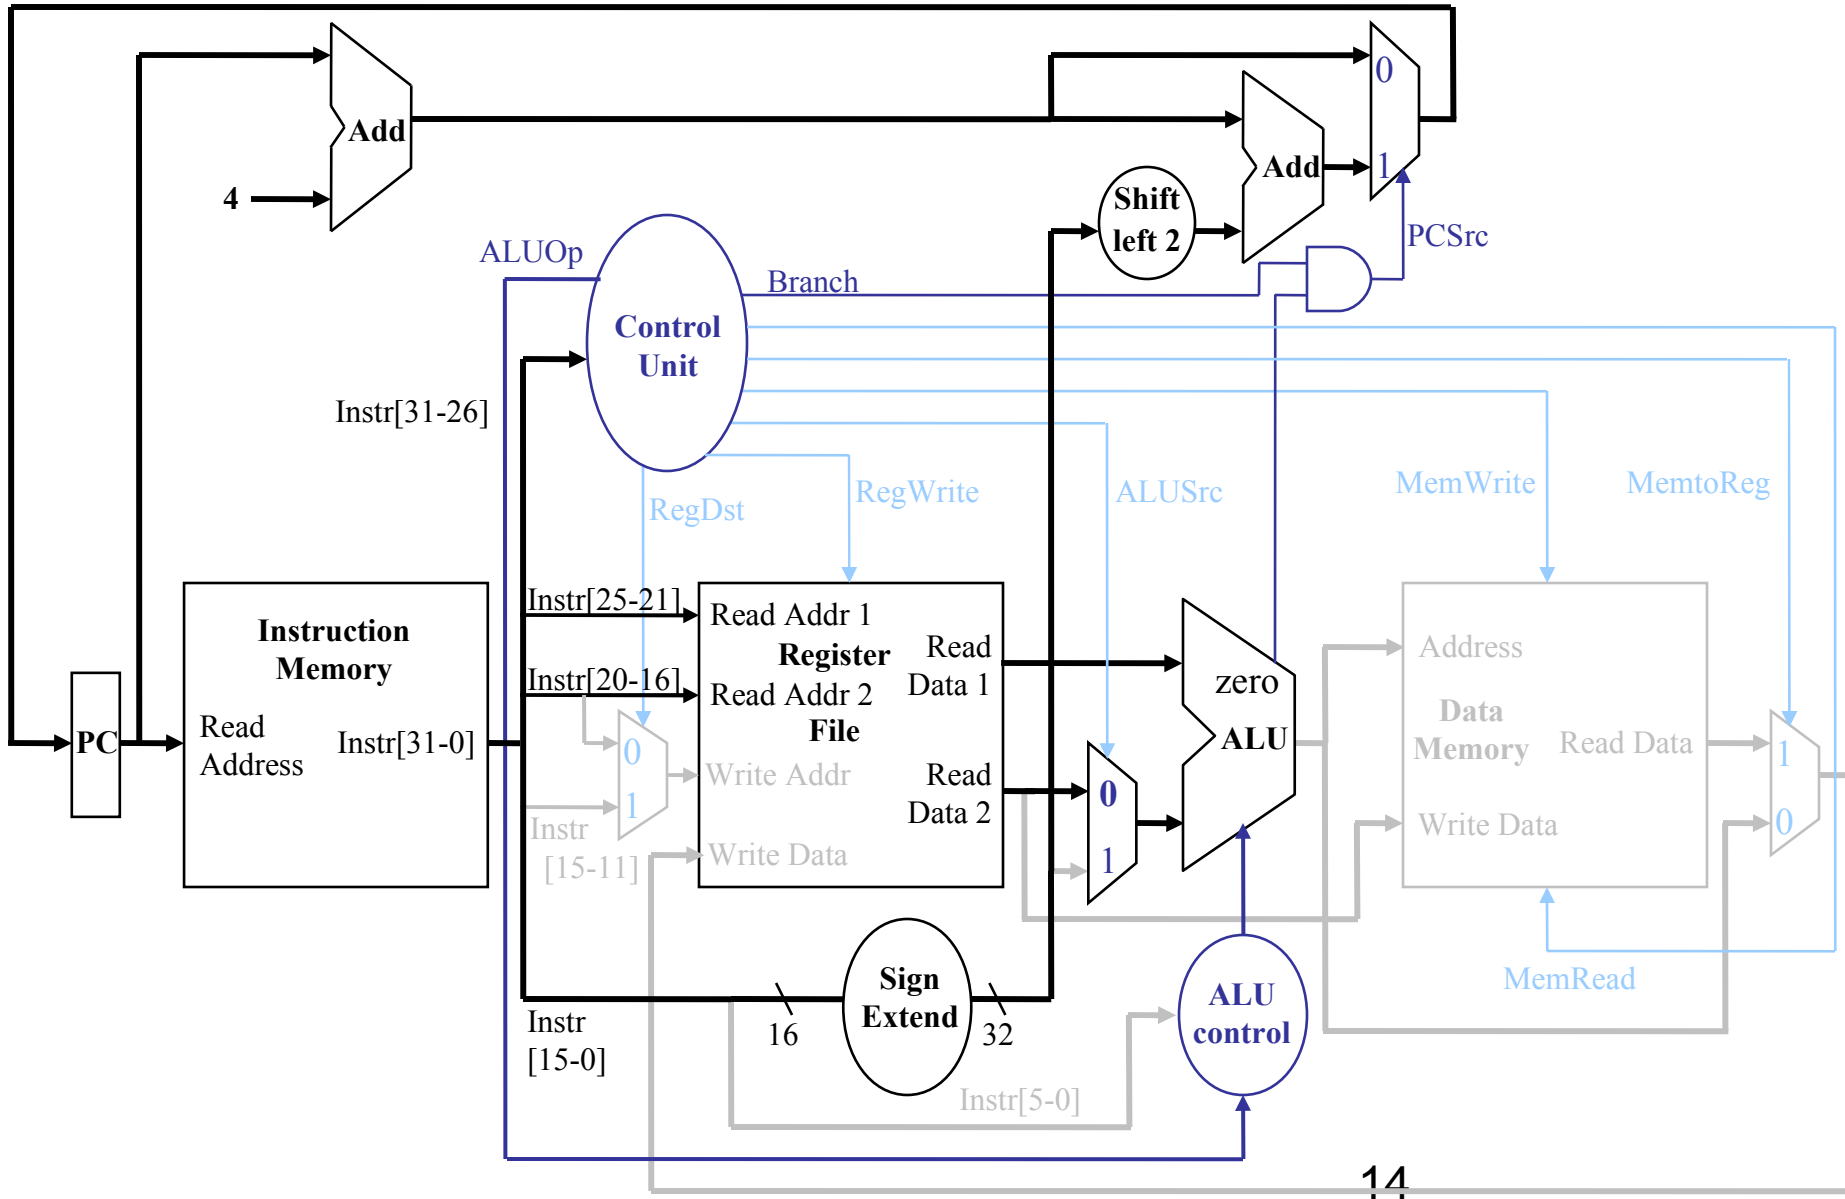 0
Add
Add
1
4
Shift
left 2
PCSrc
ALUOp
Branch
Control
Unit
Instr[31-26]
RegDst
RegWrite
ALUSrc
MemWrite
MemtoReg
Instruction
Memory
Read
Address
Instr[31-0]
PC
Instr[25-21]
Read Addr 1
Register
Read
Data 1
Instr[20-16]
Read Addr 2
File
0
1
Write Addr
Read
Data 2
Instr
[15-11]
Write Data
0
1
zero
ALU
Address
Data
Memory
Read Data
Write Data
1
0
MemRead
Sign
Extend
16
32
Instr
[15-0]
ALU
control
Instr[5-0]
14